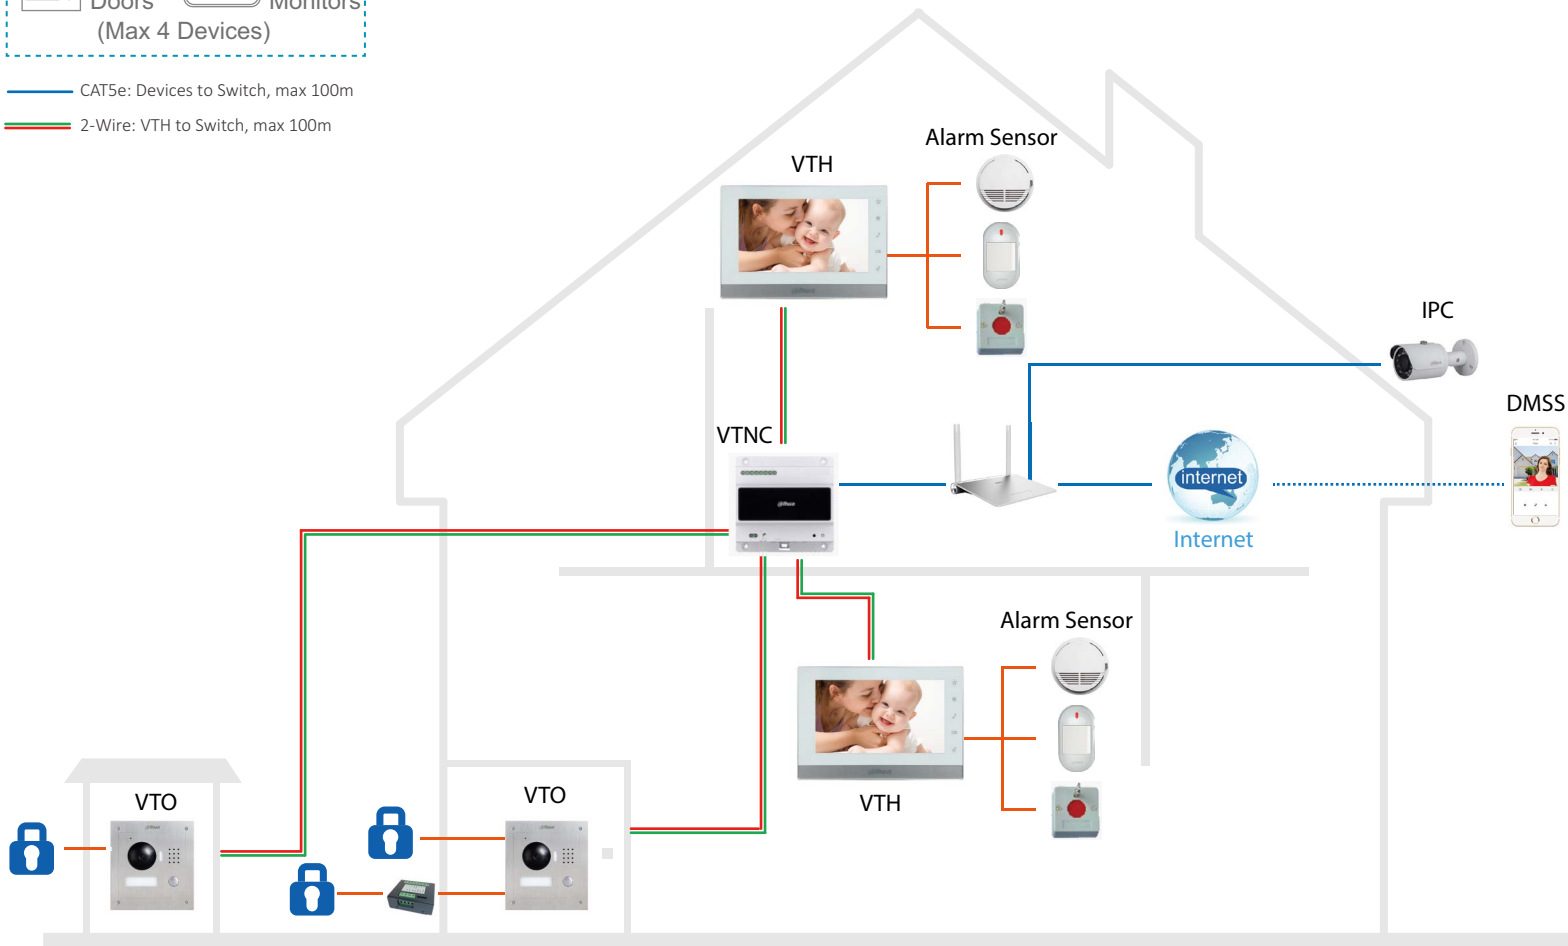 Doors
Monitors
(Max 4 Devices)
CAT5e: Devices to Switch, max 100m
2-Wire: VTH to Switch, max 100m
Alarm Sensor
VTH
IPC
DMSS
VTNC
alhua
internet
Internet
Alarm Sensor
VTH
VTO
VTO